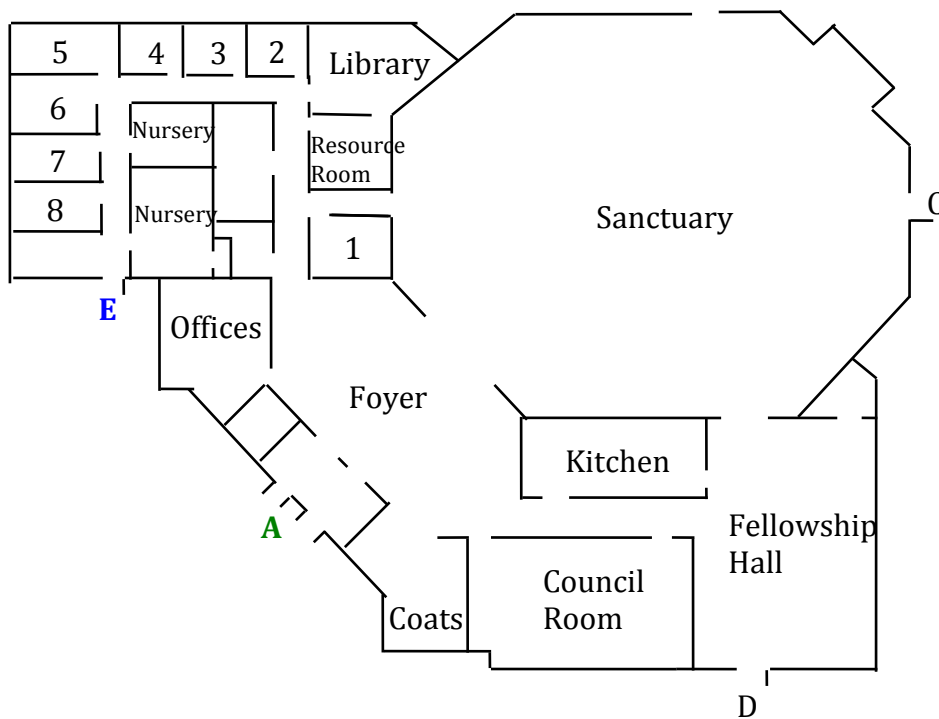 5
4
3
2
Library
6
Nursery
Resource
Room
7
8
Nursery
1
Sanctuary
C
E
Offices
Foyer
Kitchen
A
Fellowship
Hall
Council
Room
Coats
D